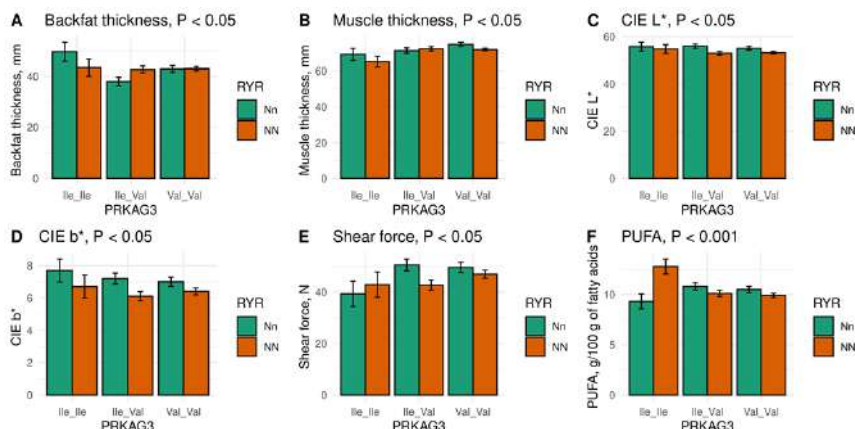 A Backfat thickness, P < 0.05
Backfat thickness, mm
40
20
0
Ile_Ile Ile_Val Val_Val
PRKAG3
RYR
Nn
NN
B Muscle thickness, P < 0.05
Muscle thickness, mm
60
40
20
0
Ile_Ile Ile_Val Val_Val
PRKAG3
RYR
Nn
NN
C CIE L*, P < 0.05
CIE L*
60
40
20
0
Ile_Ile Ile_Val Val_Val
PRKAG3
RYR
Nn
NN
D CIE b*, P < 0.05
CIE b*
8
6
4
2
0
Ile_Ile Ile_Val Val_Val
PRKAG3
RYR
Nn
NN
E Shear force, P < 0.05
Shear force, N
40
20
0
Ile_Ile Ile_Val Val_Val
PRKAG3
RYR
Nn
NN
F PUFA, P < 0.001
PUFA, g/100 g of fatty acids
10
5
0
Ile_Ile Ile_Val Val_Val
PRKAG3
RYR
Nn
NN